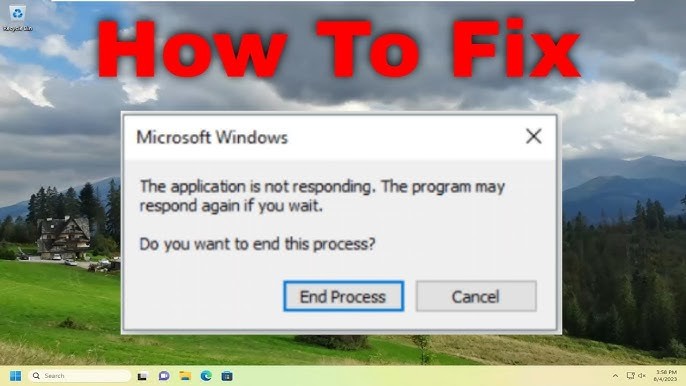 Recycle Bin
How To Fix
Microsoft Windows
The application is not responding. The program may
respond again if you wait.
Do you want to end this process?
End Process
Cancel
Search
3:58 PM
8/4/2023